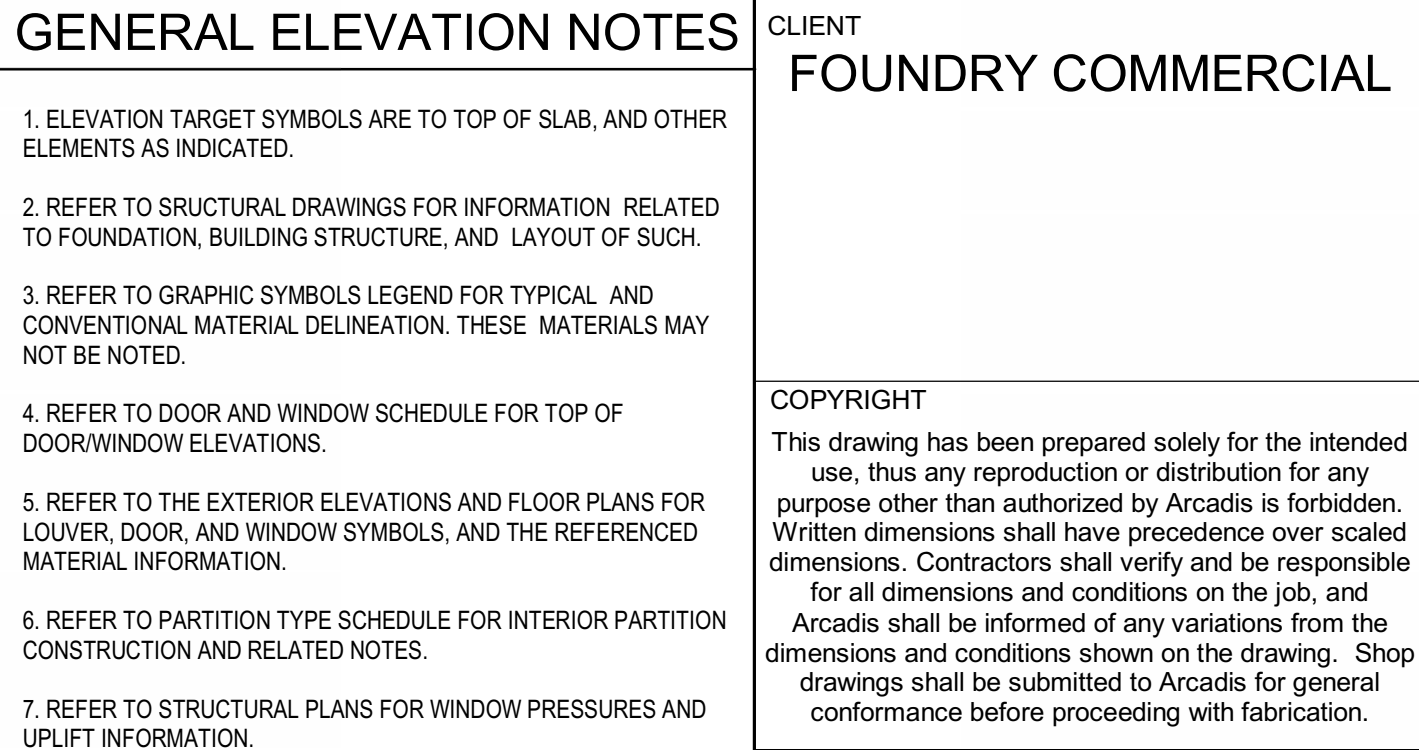 GENERAL ELEVATION NOTES
1. ELEVATION TARGET SYMBOLS ARE TO TOP OF SLAB, AND OTHER
ELEMENTS AS INDICATED.
2. REFER TO SRUCTURAL DRAWINGS FOR INFORMATION  RELATED
TO FOUNDATION, BUILDING STRUCTURE, AND  LAYOUT OF SUCH.
3. REFER TO GRAPHIC SYMBOLS LEGEND FOR TYPICAL  AND
CONVENTIONAL MATERIAL DELINEATION. THESE  MATERIALS MAY
NOT BE NOTED.
4. REFER TO DOOR AND WINDOW SCHEDULE FOR TOP OF
DOOR/WINDOW ELEVATIONS.
5. REFER TO THE EXTERIOR ELEVATIONS AND FLOOR PLANS FOR
LOUVER, DOOR, AND WINDOW SYMBOLS, AND THE REFERENCED
MATERIAL INFORMATION.
6. REFER TO PARTITION TYPE SCHEDULE FOR INTERIOR PARTITION
CONSTRUCTION AND RELATED NOTES.
7. REFER TO STRUCTURAL PLANS FOR WINDOW PRESSURES AND
UPLIFT INFORMATION.
CLIENT
FOUNDRY COMMERCIAL
COPYRIGHT
This drawing has been prepared solely for the intended
use, thus any reproduction or distribution for any
purpose other than authorized by Arcadis is forbidden.
Written dimensions shall have precedence over scaled
dimensions. Contractors shall verify and be responsible
for all dimensions and conditions on the job, and
Arcadis shall be informed of any variations from the
dimensions and conditions shown on the drawing.  Shop
drawings shall be submitted to Arcadis for general
conformance before proceeding with fabrication.